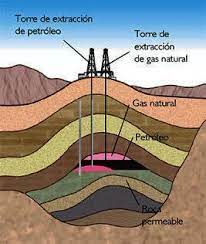 Torre de extracción
de petróleo
Torre de
extracción
de gas natural
Gas natural
Petróleo
Roca
permeable